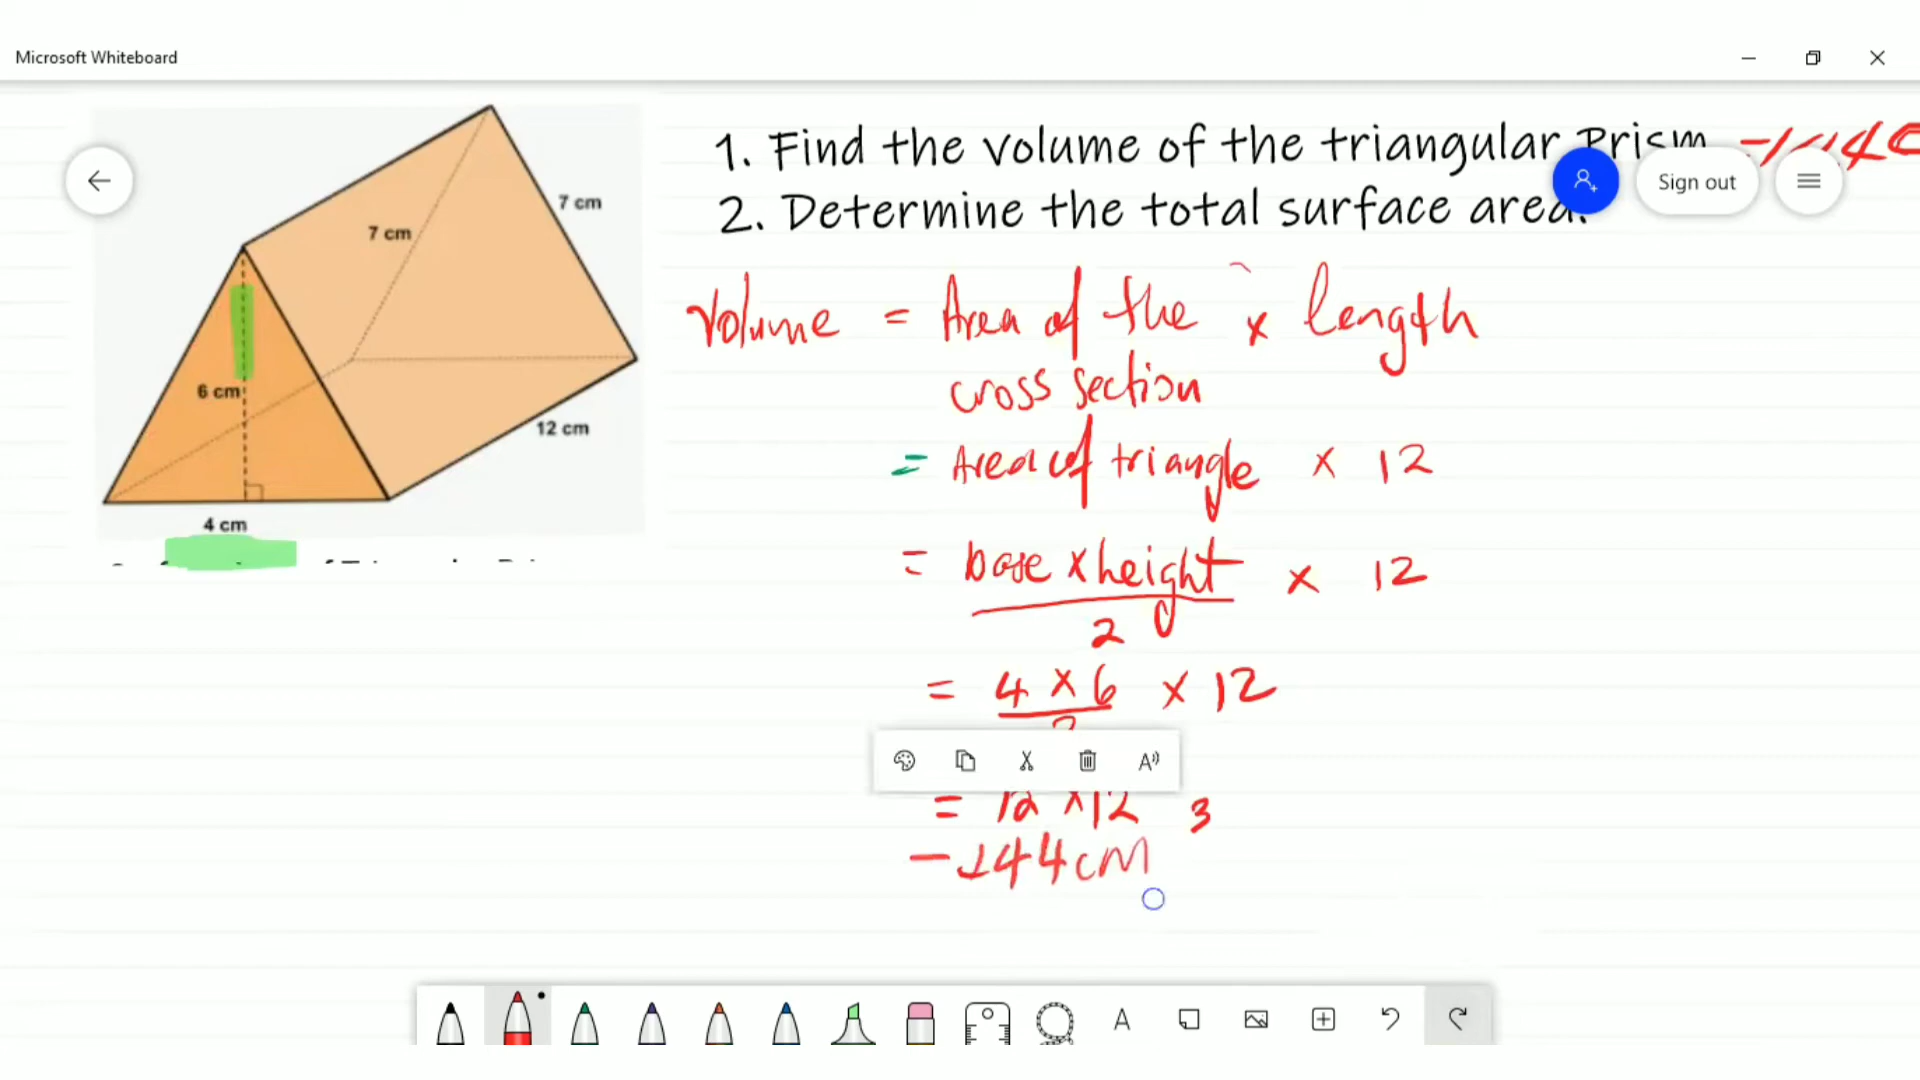 Microsoft Whiteboard
1. Find the volume of the triangular Prism
Sign out
2. Determine the total surface area.
7 cm
7 cm
6 cm
12 cm
4 cm
Volume = Area of the x length
cross section
= Area of triangle x 12
= base x height x 12
2
= 4 x 6 x 12
2
= 12 x 12 3
- 144 cm
A